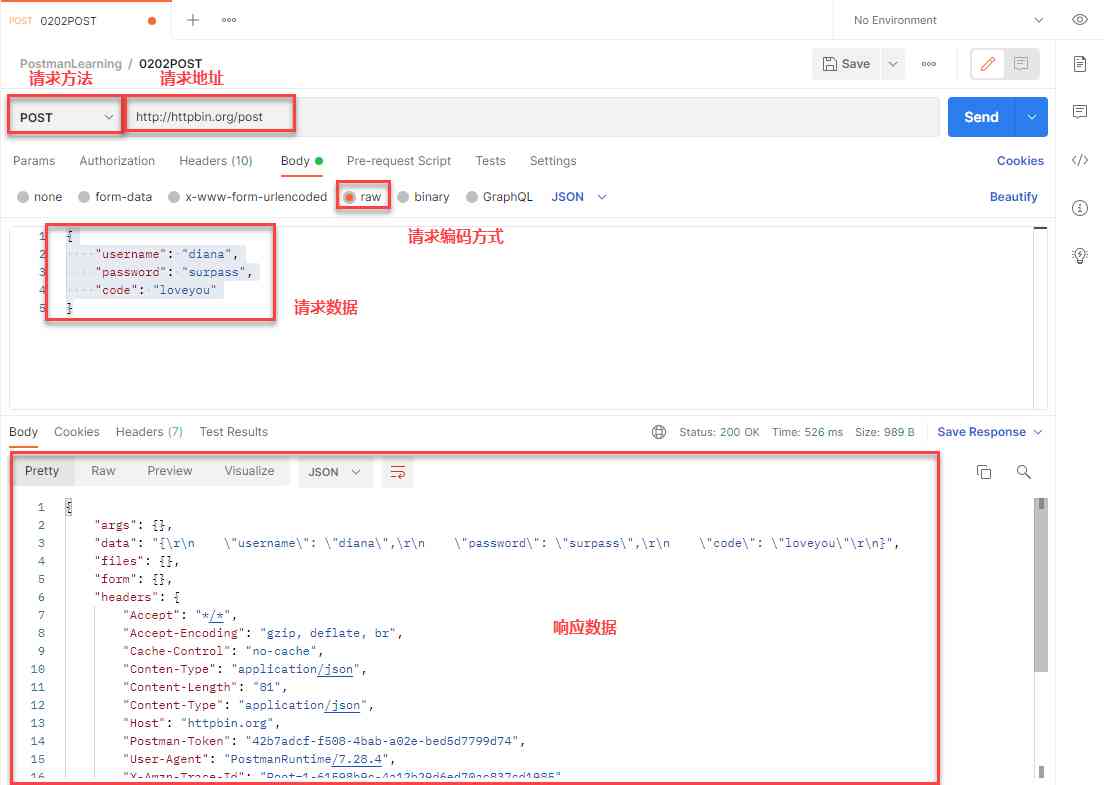 POST 0202POST
No Environment
PostmanLearning / 0202POST
Save
请求方法 请求地址
POST http://httpbin.org/post
Send
Params Authorization Headers (10) Body Pre-request Script Tests Settings Cookies
none form-data x-www-form-urlencoded raw binary GraphQL JSON Beautify
请求编码方式
1 {
2 "username": "diana",
3 "password": "surpass",
4 "code": "loveyou"
5 }
请求数据
Body Cookies Headers (7) Test Results Status: 200 OK Time: 526 ms Size: 989 B Save Response
Pretty Raw Preview Visualize JSON
1 {
2 "args": {},
3 "data": "{\r\n    \"username\": \"diana\",\r\n    \"password\": \"surpass\",\r\n    \"code\": \"loveyou\"\r\n}",
4 "files": {},
5 "form": {},
6 "headers": {
7 "Accept": "*/*",
8 "Accept-Encoding": "gzip, deflate, br",
9 "Cache-Control": "no-cache",
10 "Conten-Type": "application/json",
11 "Content-Length": "81",
12 "Content-Type": "application/json",
13 "Host": "httpbin.org",
14 "Postman-Token": "42b7adcf-f508-4bab-a02e-bed5d7799d74",
15 "User-Agent": "PostmanRuntime/7.28.4",
16 "X-Amzn-Trace-Id":
响应数据